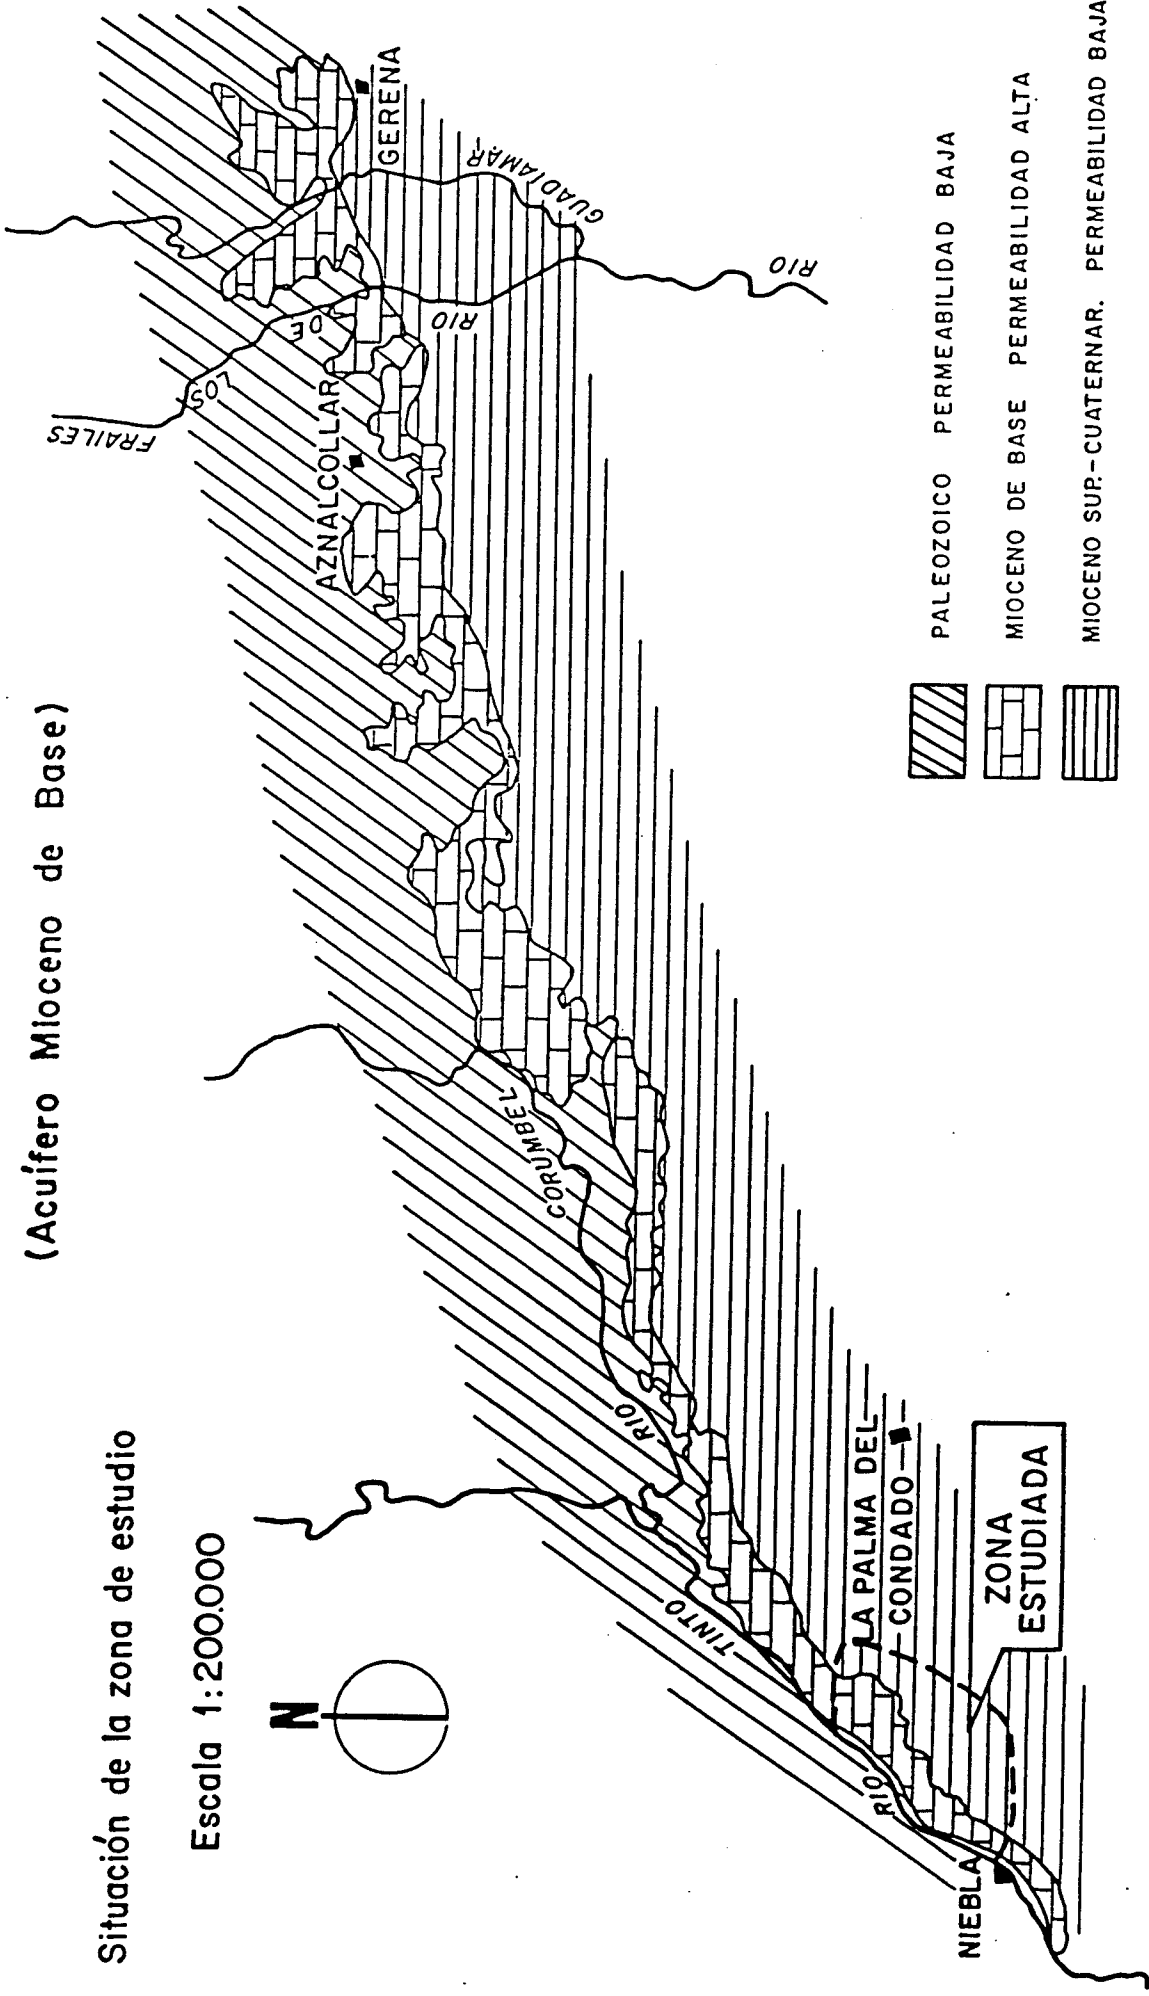 (Acuífero Mioceno de Base)
Situación de la zona de estudio
Escala 1:200.000
N
FRAILES
LOS
DE
RIO
GUADIAMAR
RIO
GERENA
AZNALCOLLAR
CORUMBEL
RIO
TINTO
RIO
LA PALMA DEL
CONDADO
NIEBLA
ZONA
ESTUDIADA
PALEOZOICO PERMEABILIDAD BAJA
MIOCENO DE BASE PERMEABILIDAD ALTA
MIOCENO SUP.-CUATERNAR. PERMEABILIDAD BAJA